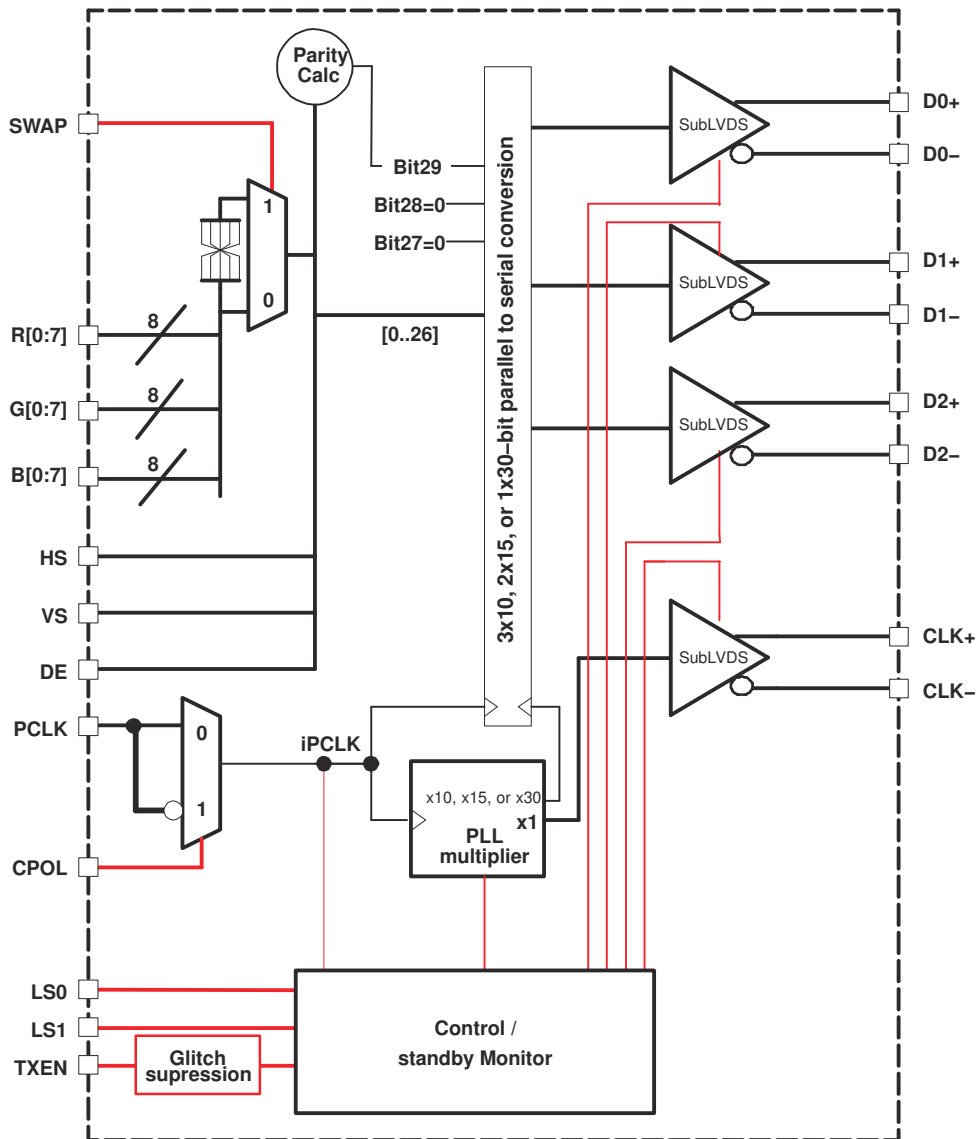 Parity
Calc
SWAP
1
0
Bit29
Bit28=0
Bit27=0
[0..26]
R[0:7]
8
G[0:7]
8
B[0:7]
8
HS
VS
DE
PCLK
0
1
CPOL
iPCLK
3x10, 2x15, or 1x30–bit parallel to serial conversion
x10, x15, or x30
x1
PLL
multiplier
SubLVDS
D0+
D0–
SubLVDS
D1+
D1–
SubLVDS
D2+
D2–
SubLVDS
CLK+
CLK–
LS0
LS1
TXEN
Glitch
supression
Control /
standby Monitor